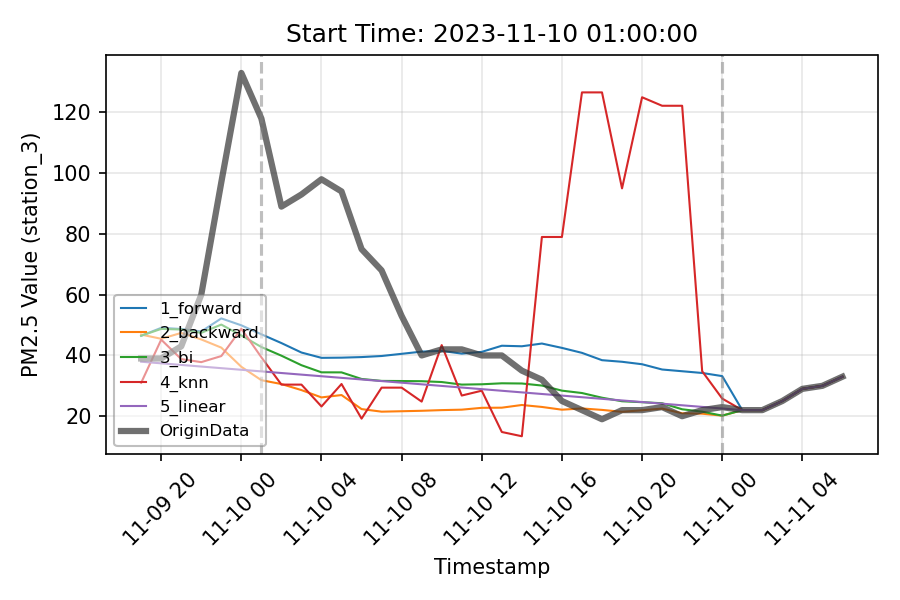 Start Time: 2023-11-10 01:00:00
PM2.5 Value (station_3)
120
100
80
60
40
20
1_forward
2_backward
3_bi
4_knn
5_linear
OriginData
11-09 20
11-10 00
11-10 04
11-10 08
11-10 12
11-10 16
11-10 20
11-11 00
11-11 04
Timestamp